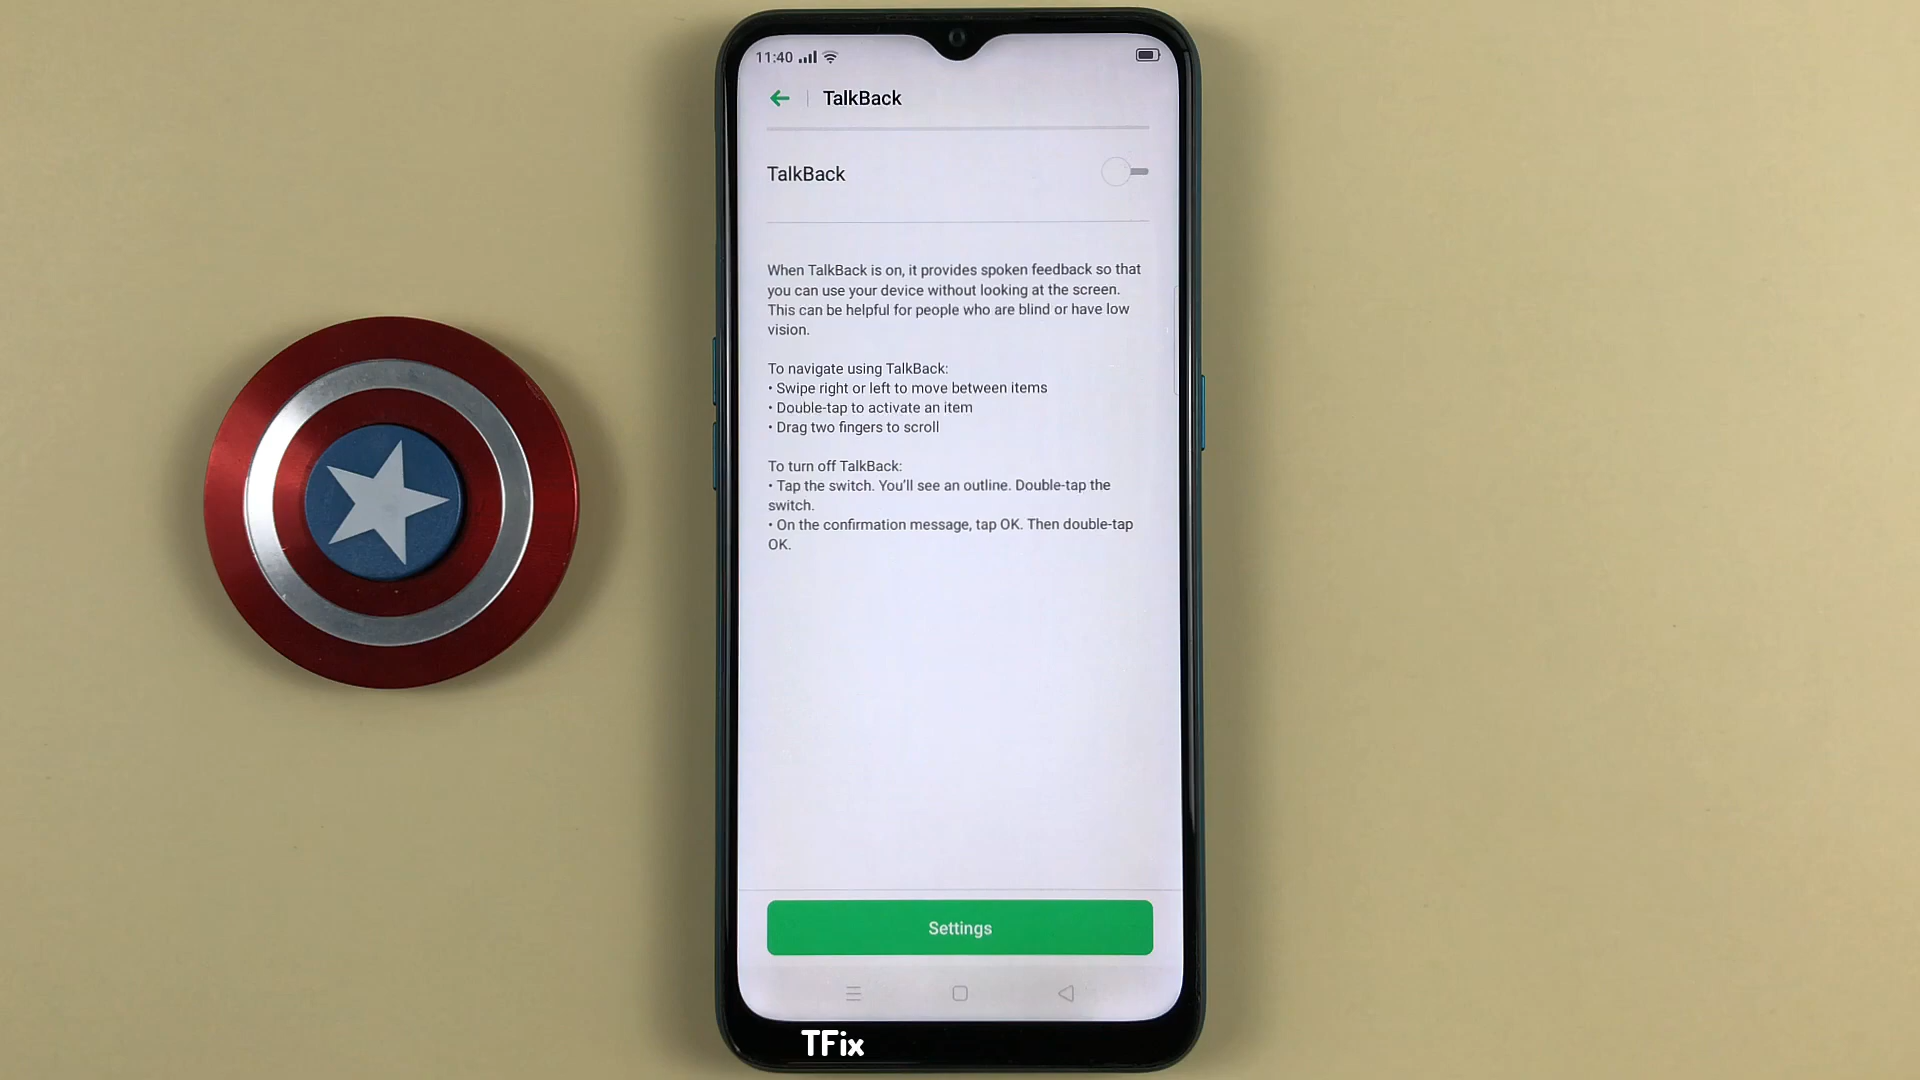 11:40
TalkBack
TalkBack
When TalkBack is on, it provides spoken feedback so that
you can use your device without looking at the screen.
This can be helpful for people who are blind or have low
vision.
To navigate using TalkBack:
• Swipe right or left to move between items
• Double-tap to activate an item
• Drag two fingers to scroll
To turn off TalkBack:
• Tap the switch. You'll see an outline. Double-tap the
switch.
• On the confirmation message, tap OK. Then double-tap
OK.
Settings
TFix